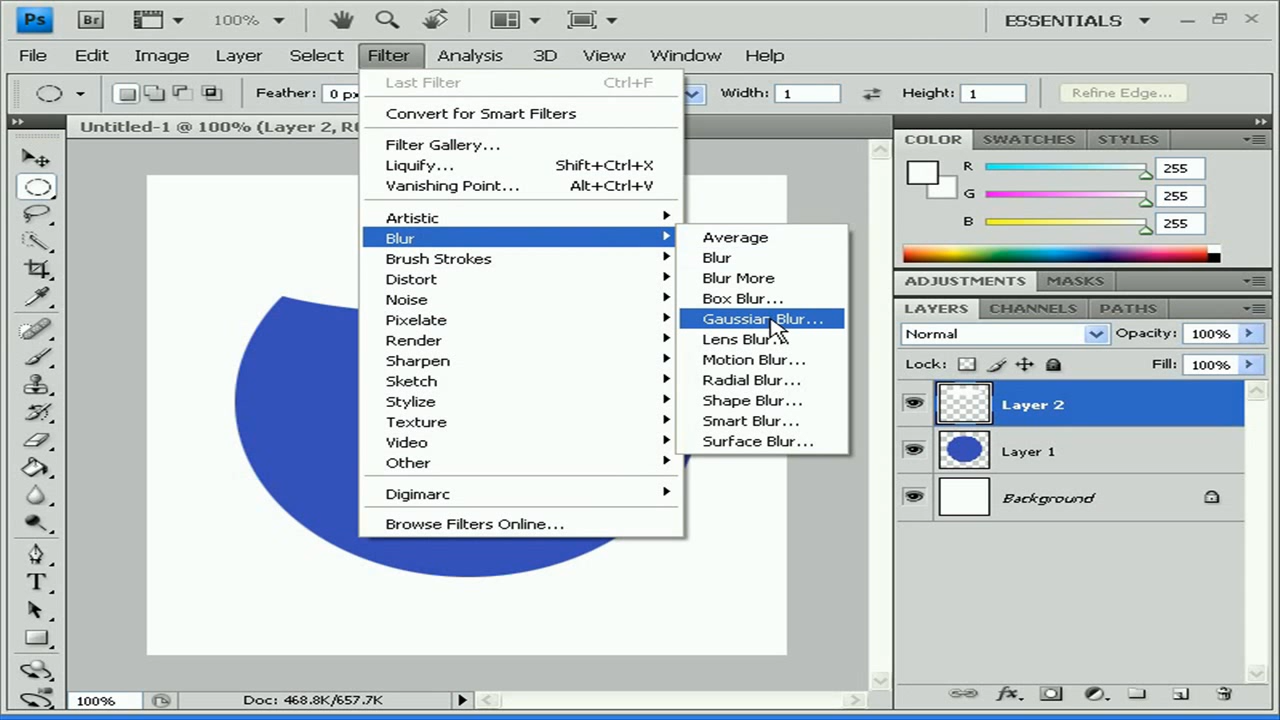 Ps Br 100% ESSENTIALS
File Edit Image Layer Select Filter Analysis 3D View Window Help
Feather: 0 px Width: 1 Height: 1 Refine Edge...
Untitled-1 @ 100% (Layer 2, R
Last Filter Ctrl+F
Convert for Smart Filters
Filter Gallery...
Liquify... Shift+Ctrl+X
Vanishing Point... Alt+Ctrl+V
Artistic
Blur
Brush Strokes
Distort
Noise
Pixelate
Render
Sharpen
Sketch
Stylize
Texture
Video
Other
Digimarc
Browse Filters Online...
Average
Blur
Blur More
Box Blur...
Gaussian Blur...
Lens Blur...
Motion Blur...
Radial Blur...
Shape Blur...
Smart Blur...
Surface Blur...
COLOR SWATCHES STYLES
R 255
G 255
B 255
ADJUSTMENTS MASKS
LAYERS CHANNELS PATHS
Normal Opacity: 100%
Lock: Fill: 100%
Layer 2
Layer 1
Background
T
fx
100% Doc: 468.8K/657.7K